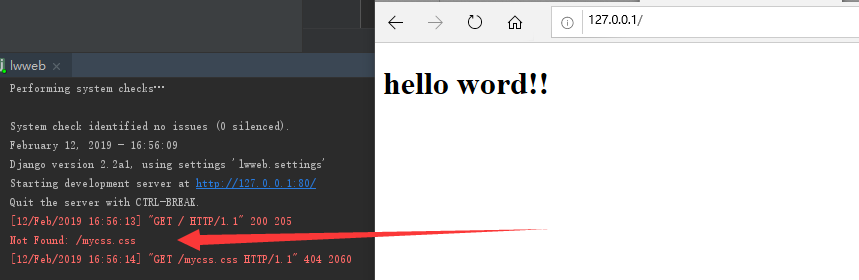 lwweb
Performing system checks...
System check identified no issues (0 silenced).
February 12, 2019 - 16:56:09
Django version 2.2a1, using settings 'lwweb.settings'
Starting development server at http://127.0.0.1:80/
Quit the server with CTRL-BREAK.
[12/Feb/2019 16:56:13] "GET / HTTP/1.1" 200 205
Not Found: /mycss.css
[12/Feb/2019 16:56:14] "GET /mycss.css HTTP/1.1" 404 2060
127.0.0.1/
hello word!!